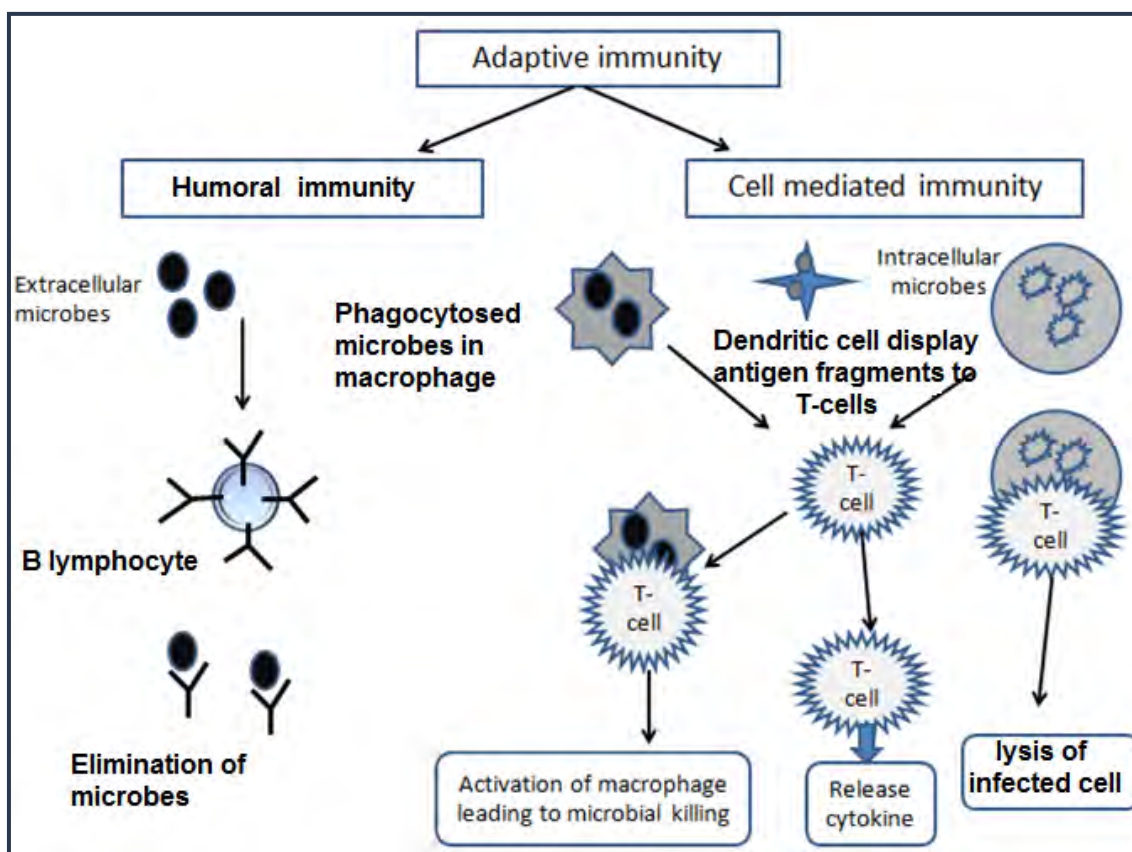 Adaptive immunity
Humoral immunity
Cell mediated immunity
Extracellular
microbes
Phagocytosed
microbes in
macrophage
Intracellular
microbes
Dendritic cell display
antigen fragments to
T-cells
T-
cell
T-
cell
B lymphocyte
T-
cell
T-
cell
Elimination of
microbes
Activation of macrophage
leading to microbial killing
Release
cytokine
lysis of
infected cell